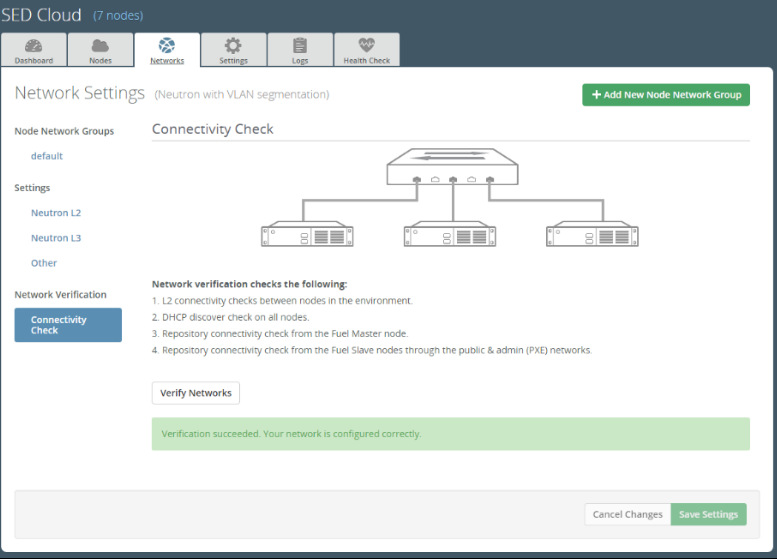 SED Cloud (7 nodes)
Dashboard Nodes Networks Settings Logs Health Check
Network Settings (Neutron with VLAN segmentation)
+ Add New Node Network Group
Node Network Groups
default
Settings
Neutron L2
Neutron L3
Other
Network Verification
Connectivity
Check
Connectivity Check
Network verification checks the following:
1. L2 connectivity checks between nodes in the environment.
2. DHCP discover check on all nodes.
3. Repository connectivity check from the Fuel Master node.
4. Repository connectivity check from the Fuel Slave nodes through the public & admin (PXE) networks.
Verify Networks
Verification succeeded. Your network is configured correctly.
Cancel Changes Save Settings